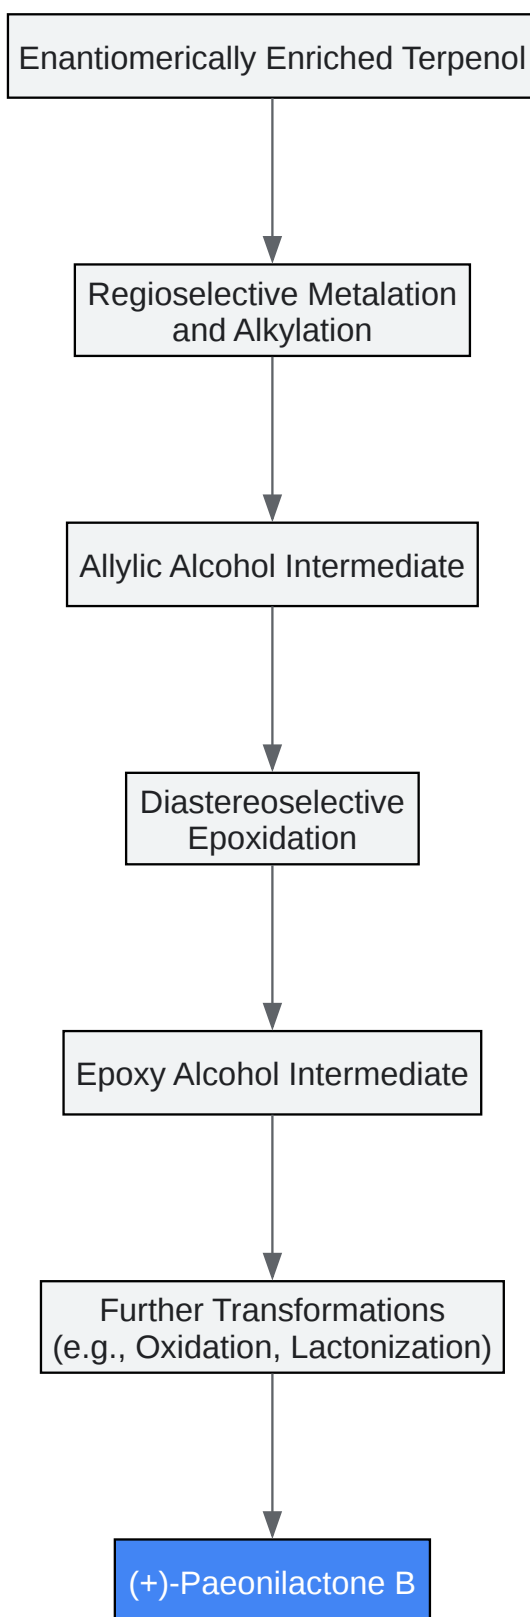 Enantiomerically Enriched Terpenol
Regioselective Metalation
and Alkylation
Allylic Alcohol Intermediate
Diastereoselective
Epoxidation
Epoxy Alcohol Intermediate
Further Transformations
(e.g., Oxidation, Lactonization)
(+)-Paeonilactone B